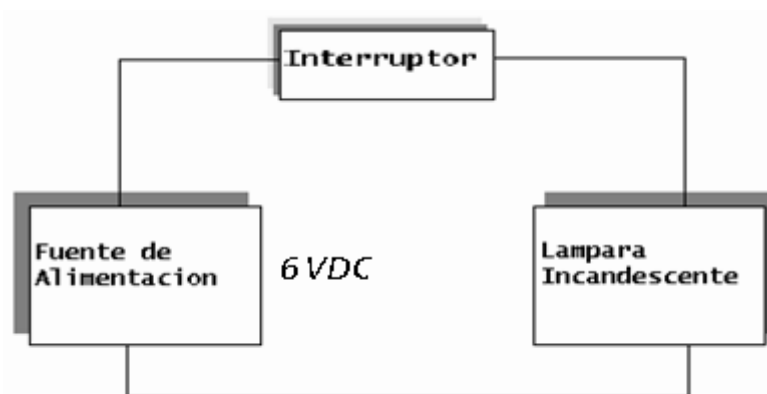 Interruptor
Fuente de
Alimentacion
6 VDC
Lampara
Incandescente